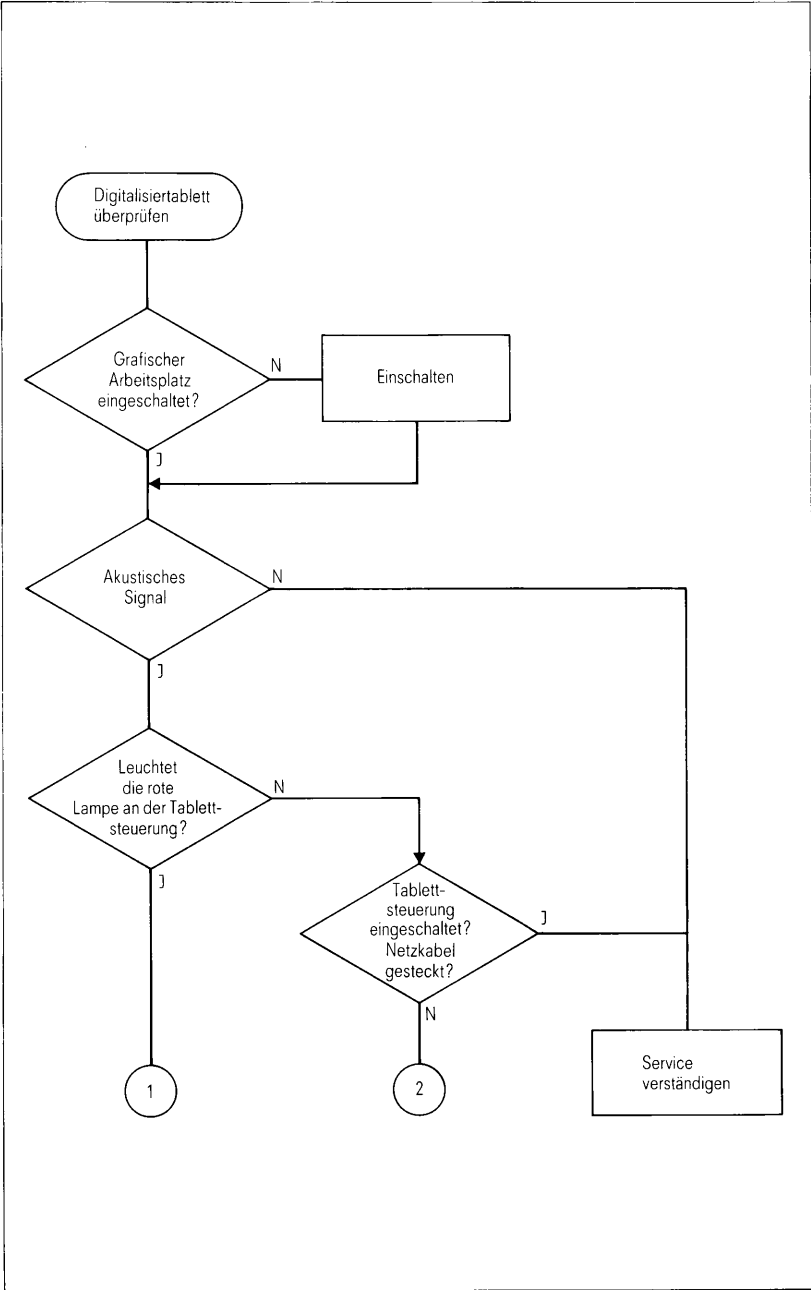 Digitalisiertablett
überprüfen
Grafischer
Arbeitsplatz
eingeschaltet?
N
Einschalten
J
Akustisches
Signal
N
J
Leuchtet
die rote
Lampe an der Tablett-
steuerung?
N
J
Tablett-
steuerung
eingeschaltet?
Netzkabel
gesteckt?
J
N
Service
verständigen
1
2